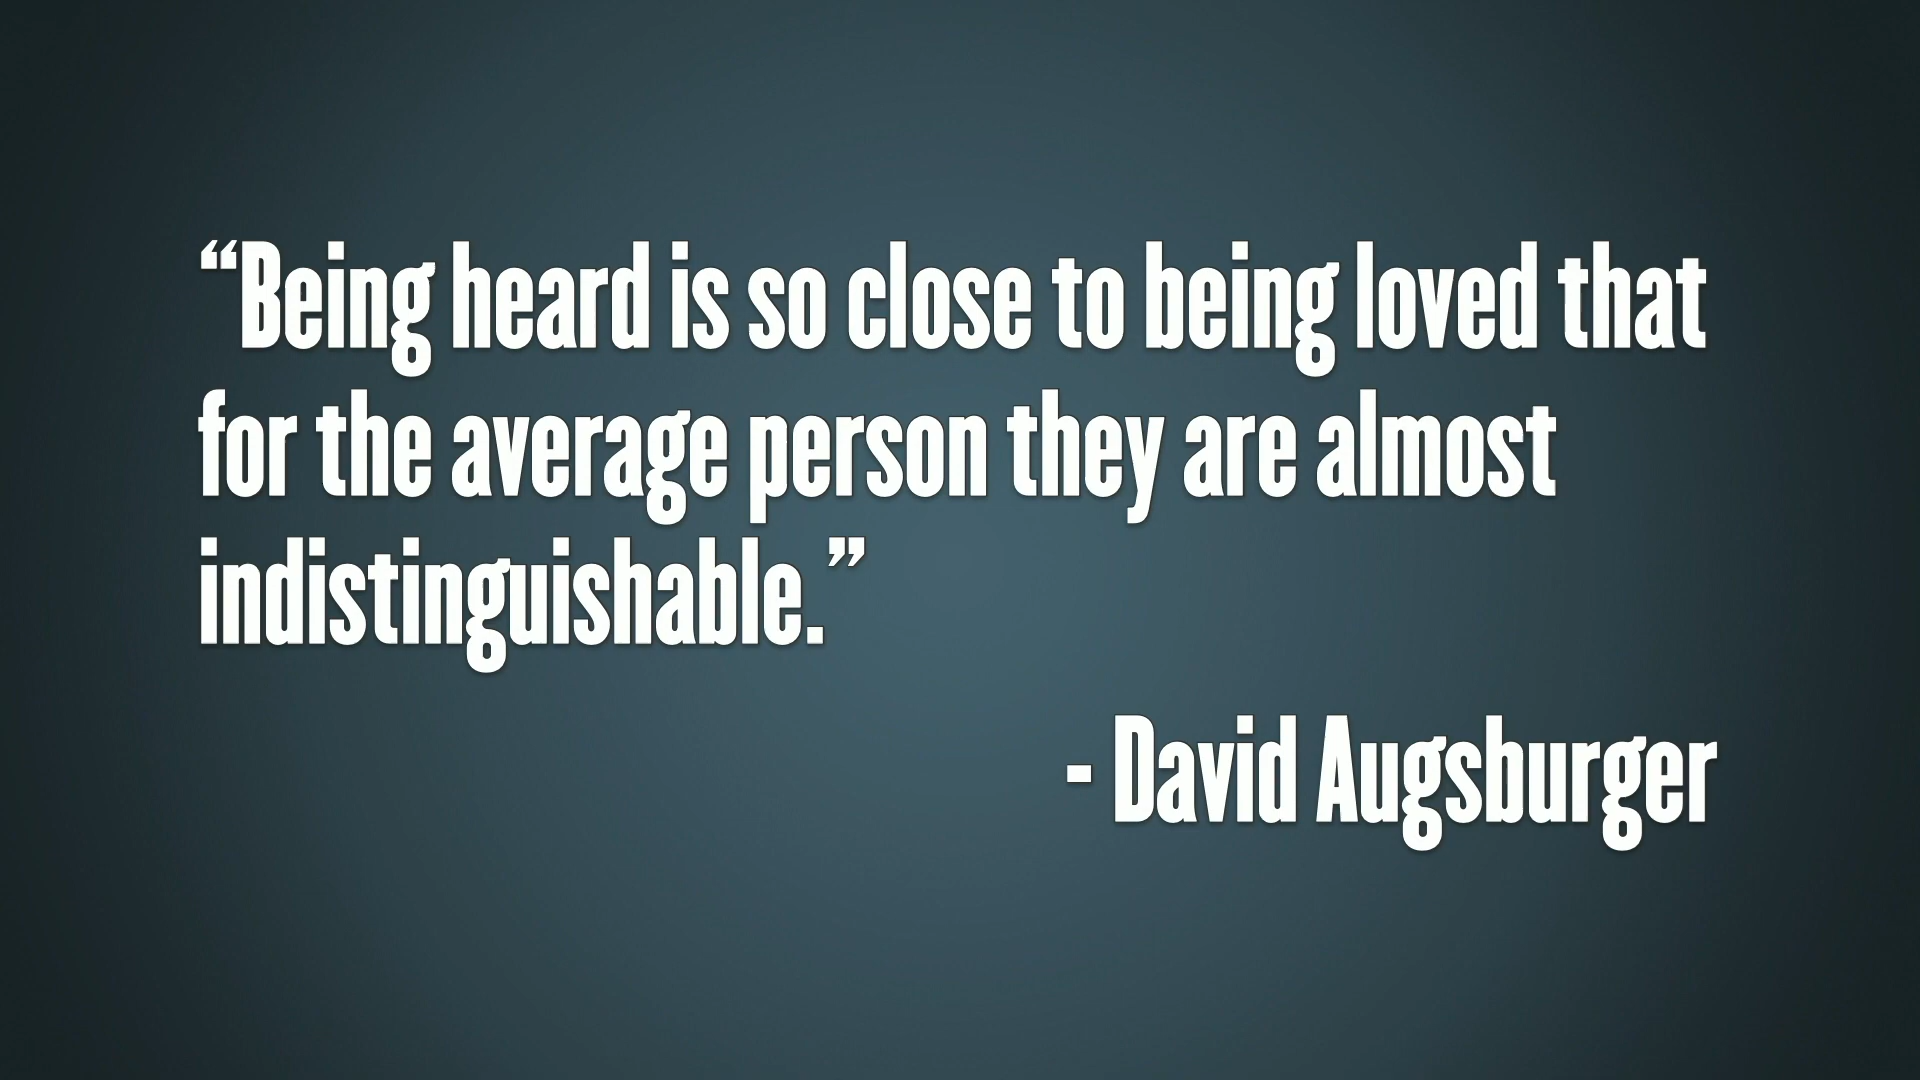 “Being heard is so close to being loved that
for the average person they are almost
indistinguishable.”
- David Augsburger